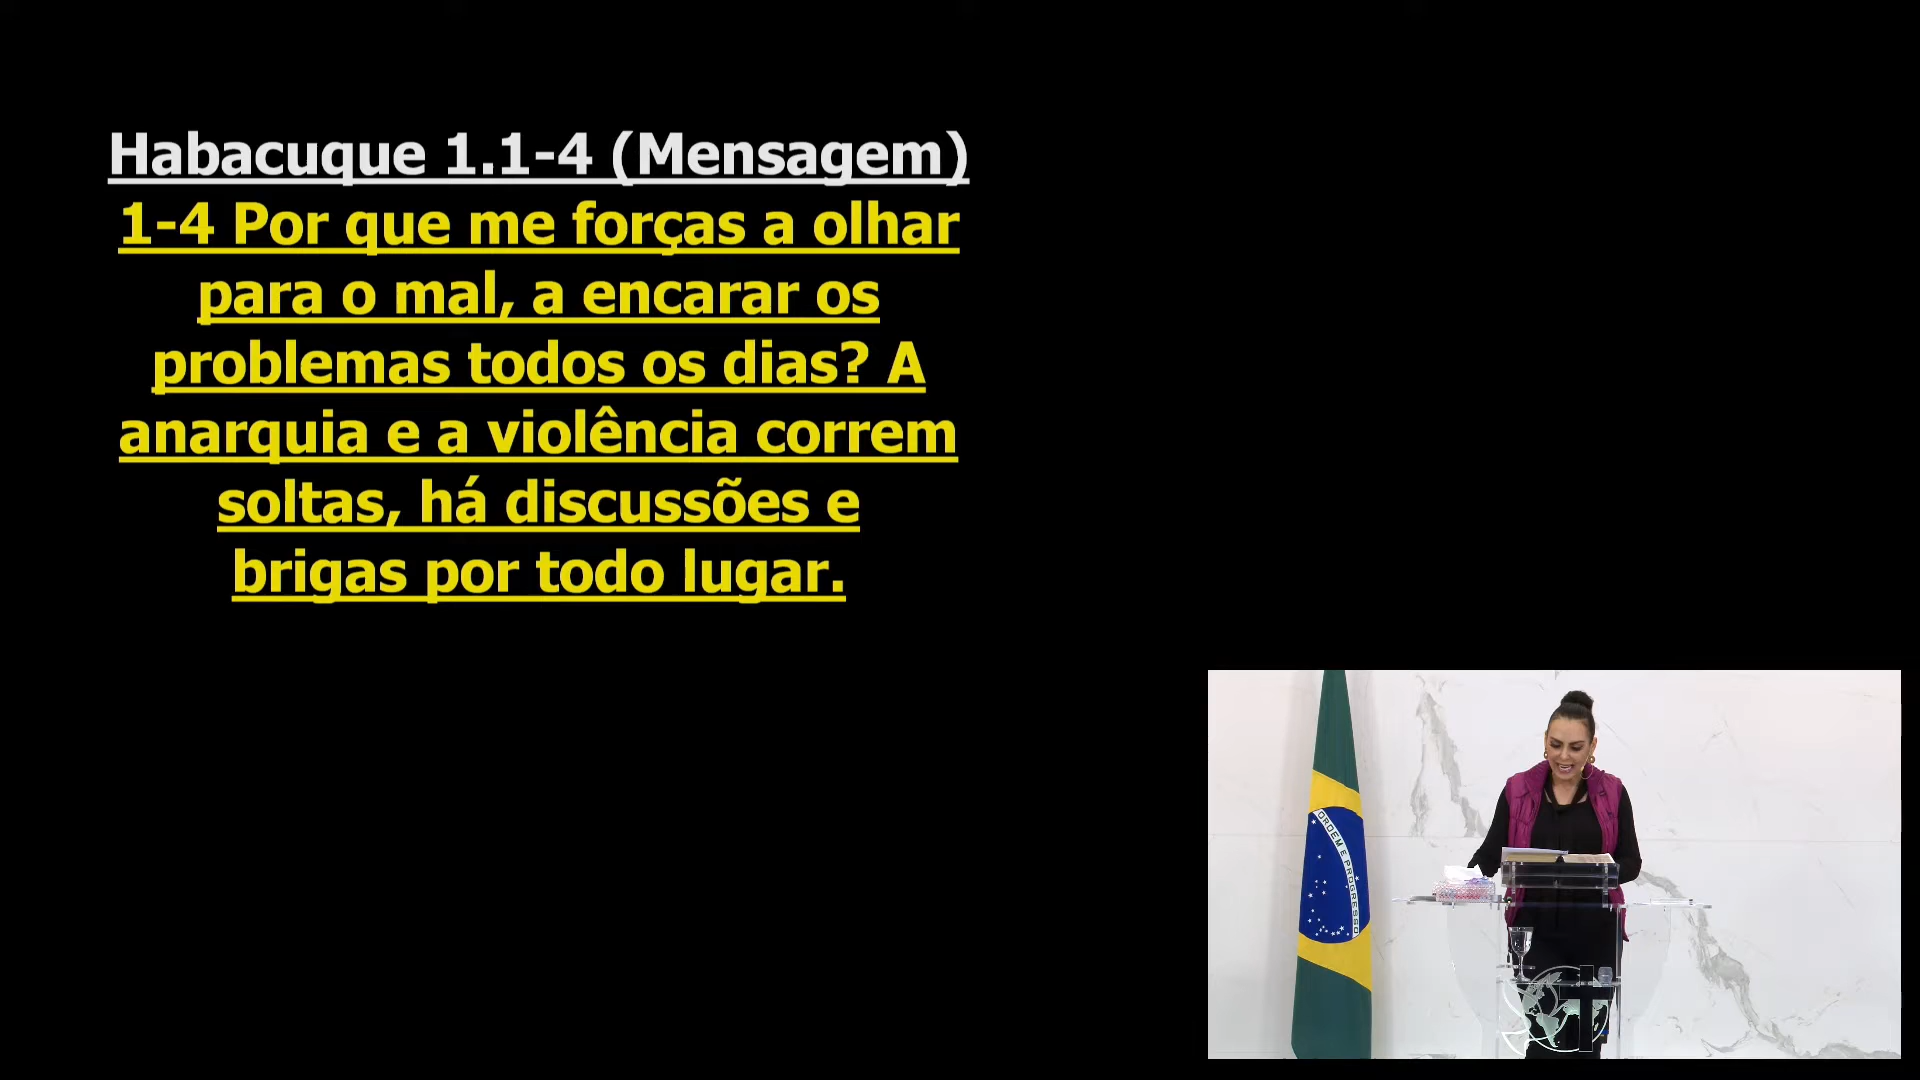 Habacuque 1.1-4 (Mensagem)
1-4 Por que me forças a olhar
para o mal, a encarar os
problemas todos os dias? A
anarquia e a violência correm
soltas, há discussões e
brigas por todo lugar.
ORDEM E PROGRESSO